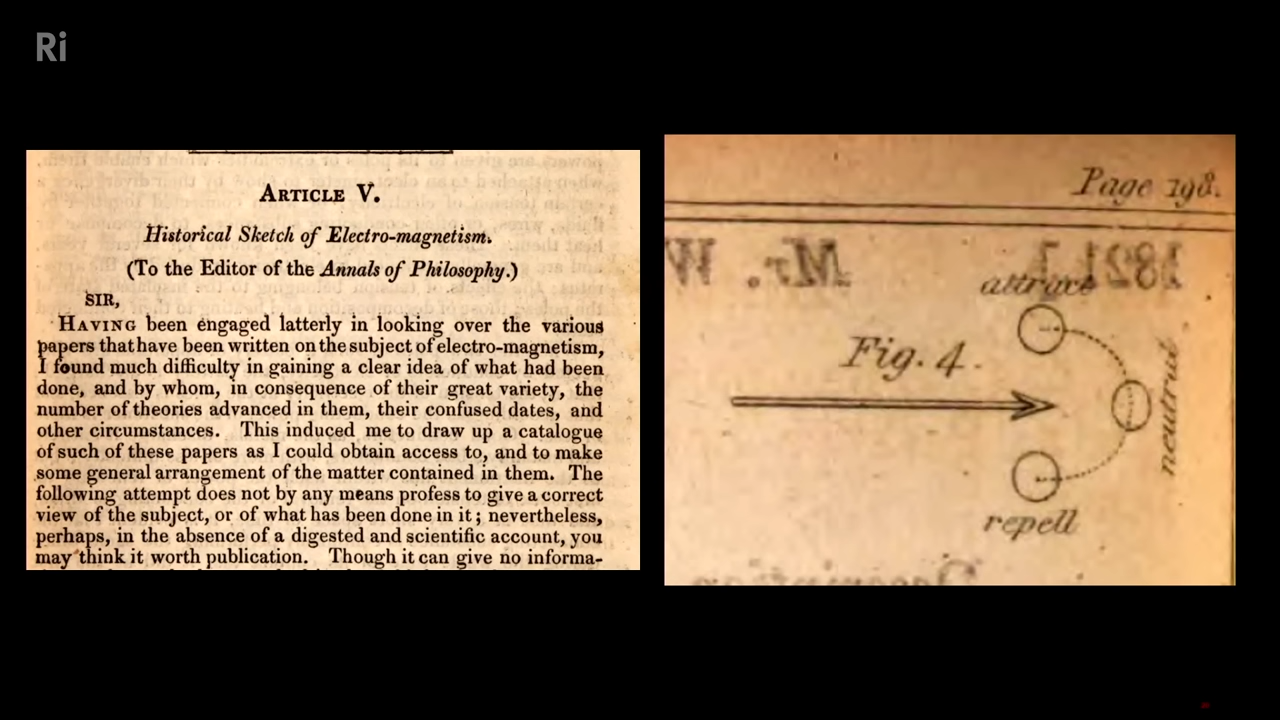 Ri
ARTICLE V.
Historical Sketch of Electro-magnetism.
(To the Editor of the Annals of Philosophy.)
SIR,
HAVING been engaged latterly in looking over the various
papers that have been written on the subject of electro-magnetism,
I found much difficulty in gaining a clear idea of what had been
done, and by whom, in consequence of their great variety, the
number of theories advanced in them, their confused dates, and
other circumstances. This induced me to draw up a catalogue
of such of these papers as I could obtain access to, and to make
some general arrangement of the matter contained in them. The
following attempt does not by any means profess to give a correct
view of the subject, or of what has been done in it; nevertheless,
perhaps, in the absence of a digested and scientific account, you
may think it worth publication. Though it can give no informa-
Page 198.
1821.]
Mr. W
attract
Fig. 4.
neutral
repell